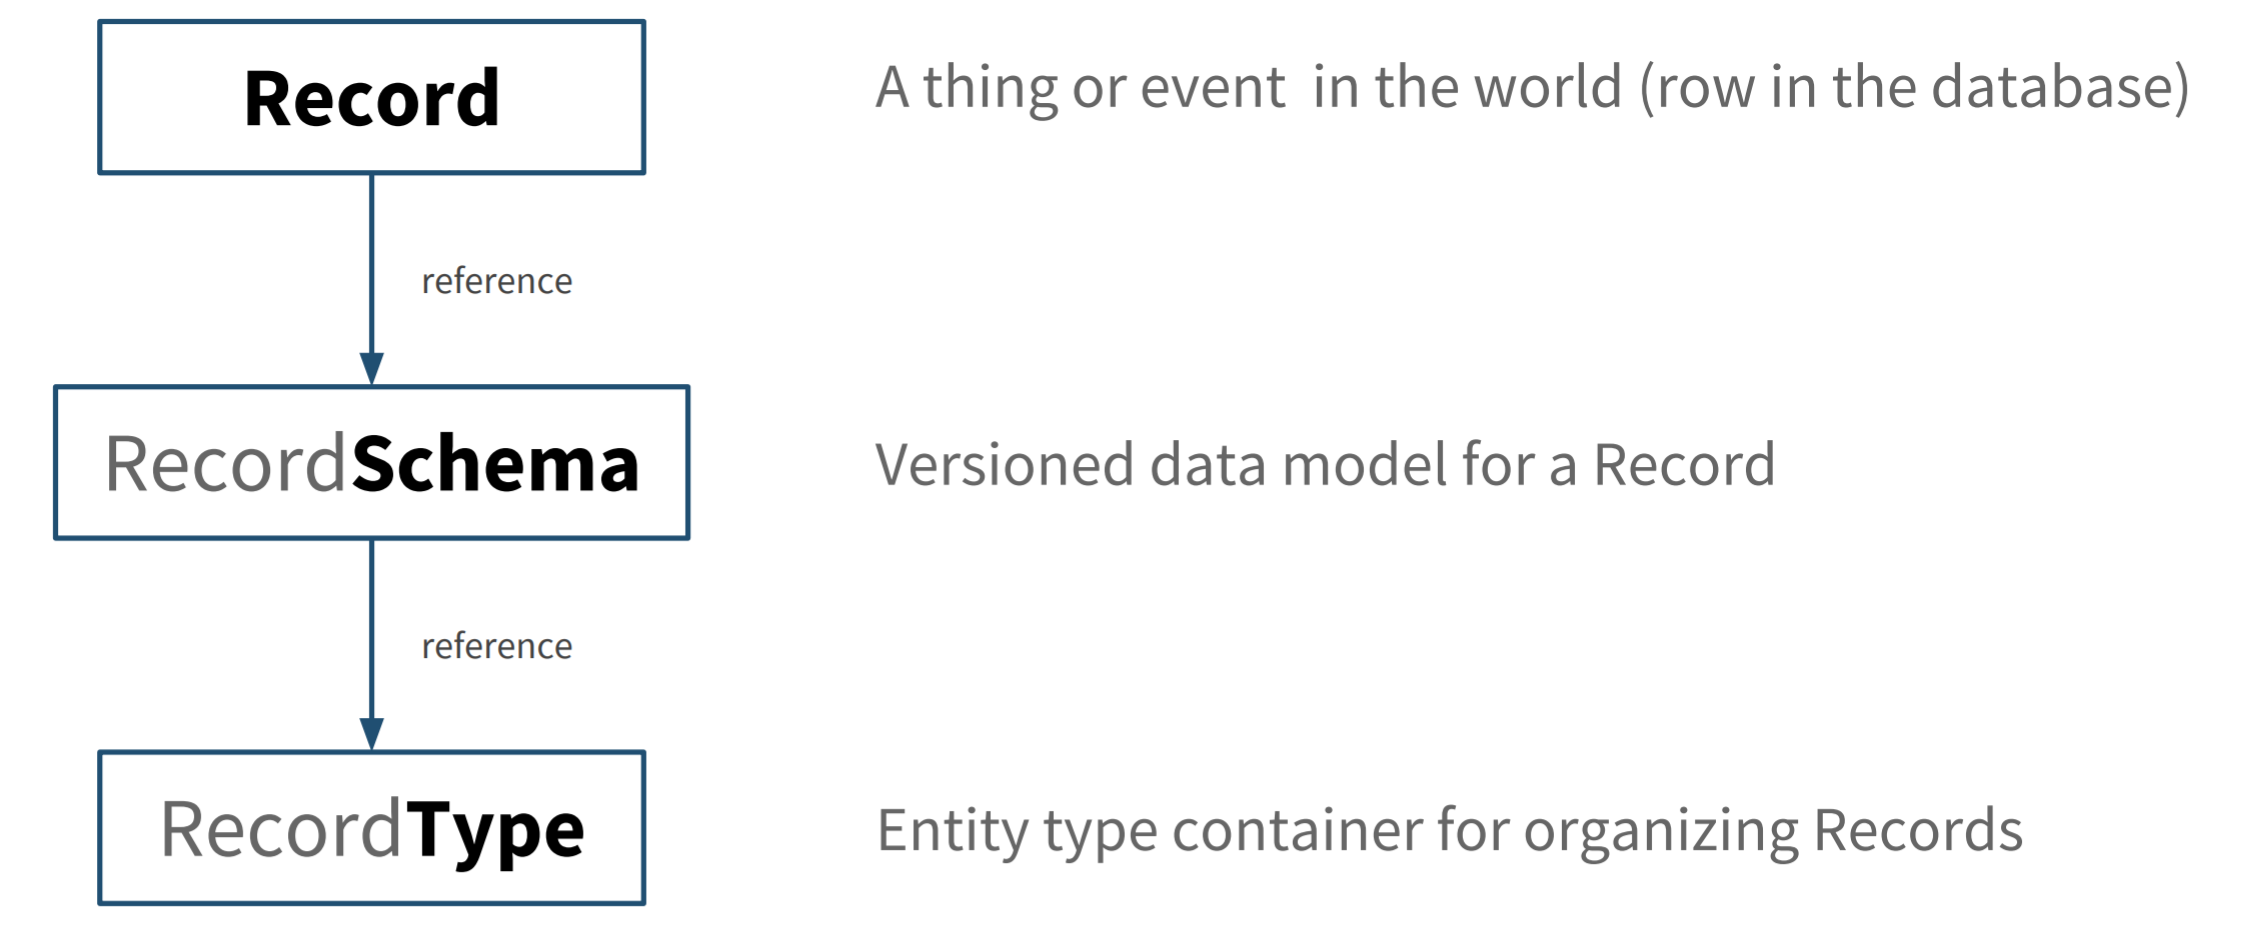 Record
A thing or event  in the world (row in the database)
reference
RecordSchema
Versioned data model for a Record
reference
RecordType
Entity type container for organizing Records